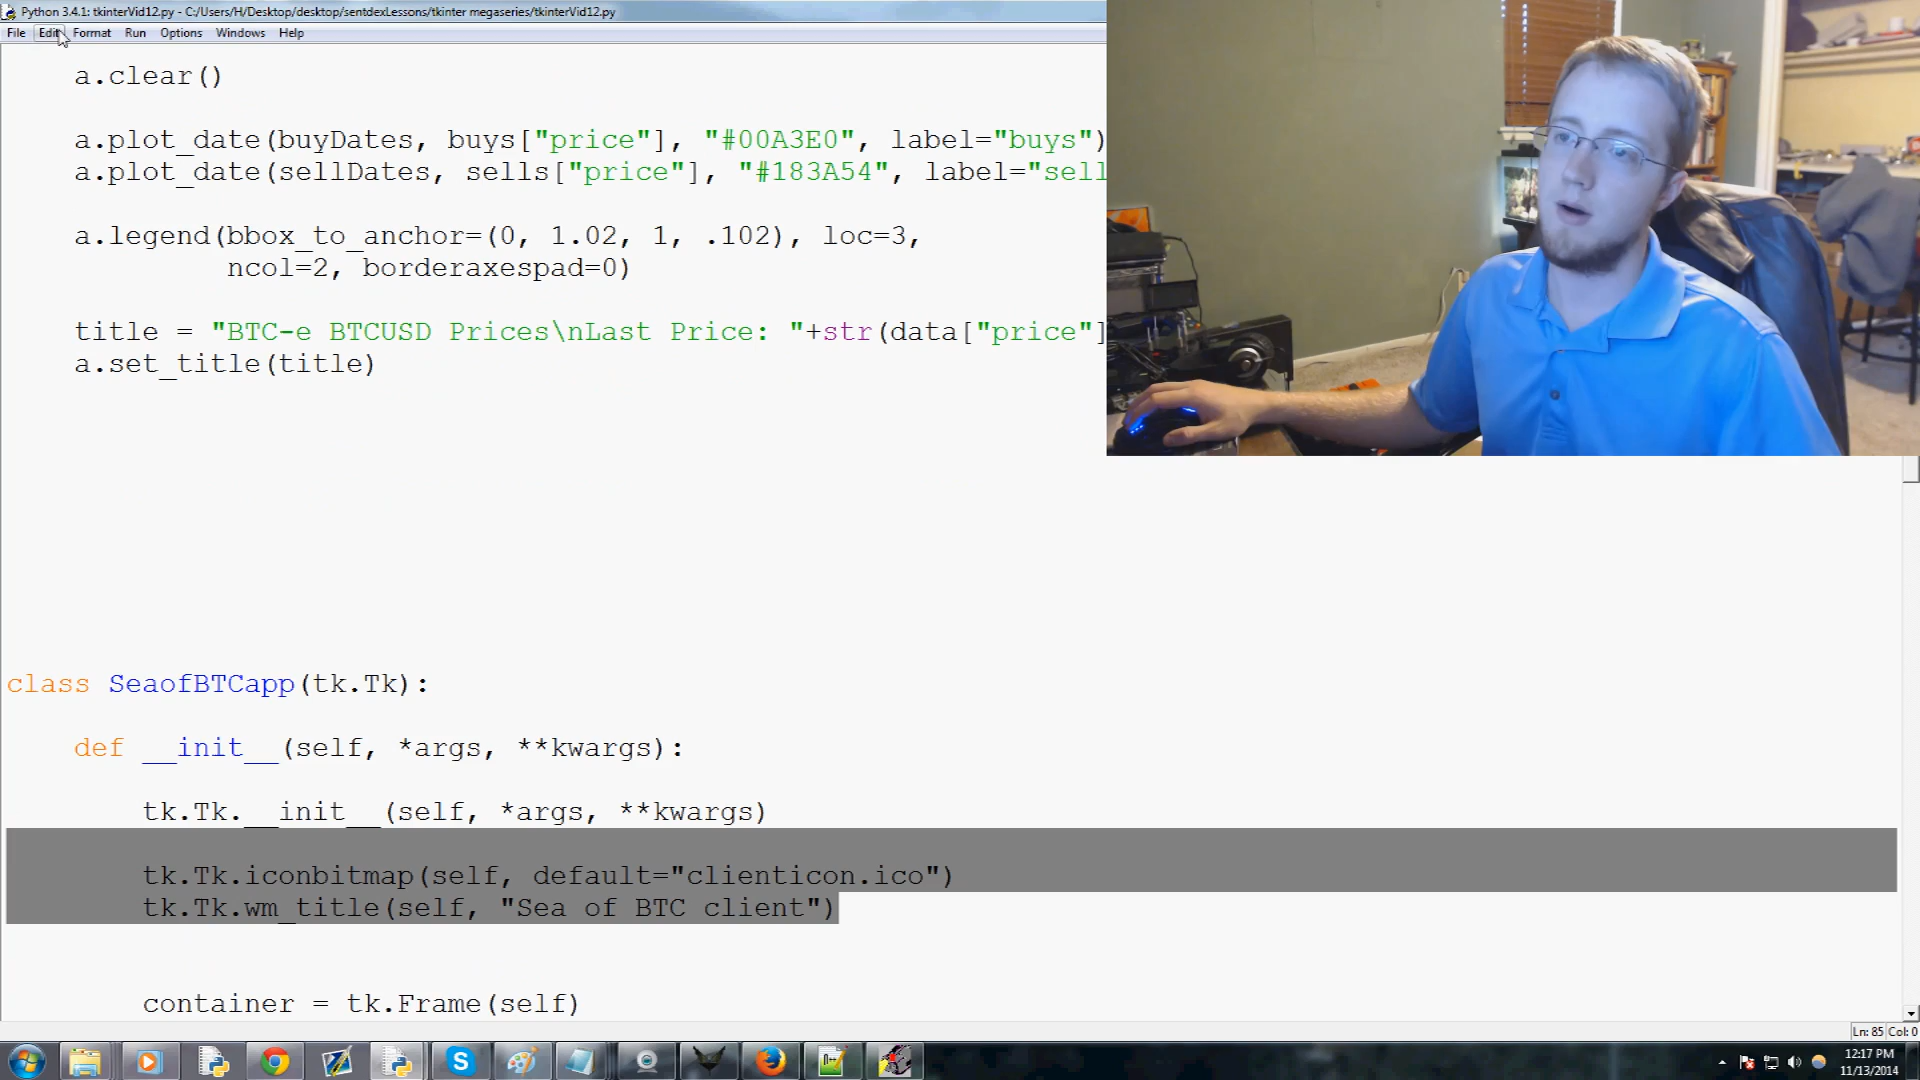 Python 3.4.1: tkinterVid12.py - C:/Users/H/Desktop/desktop/sentdexLessons/tkinter megaseries/tkinterVid12.py
File Edit Format Run Options Windows Help
a.clear()
a.plot_date(buyDates, buys["price"], "#00A3E0", label="buys")
a.plot_date(sellDates, sells["price"], "#183A54", label="sell
a.legend(bbox_to_anchor=(0, 1.02, 1, .102), loc=3,
ncol=2, borderaxespad=0)
title = "BTC-e BTCUSD Prices\nLast Price: "+str(data["price"]
a.set_title(title)
class SeaofBTCapp(tk.Tk):
def __init__(self, *args, **kwargs):
tk.Tk.__init__(self, *args, **kwargs)
tk.Tk.iconbitmap(self, default="clienticon.ico")
tk.Tk.wm_title(self, "Sea of BTC client")
container = tk.Frame(self)
Ln: 85 Col: 0
12:17 PM
11/13/2014